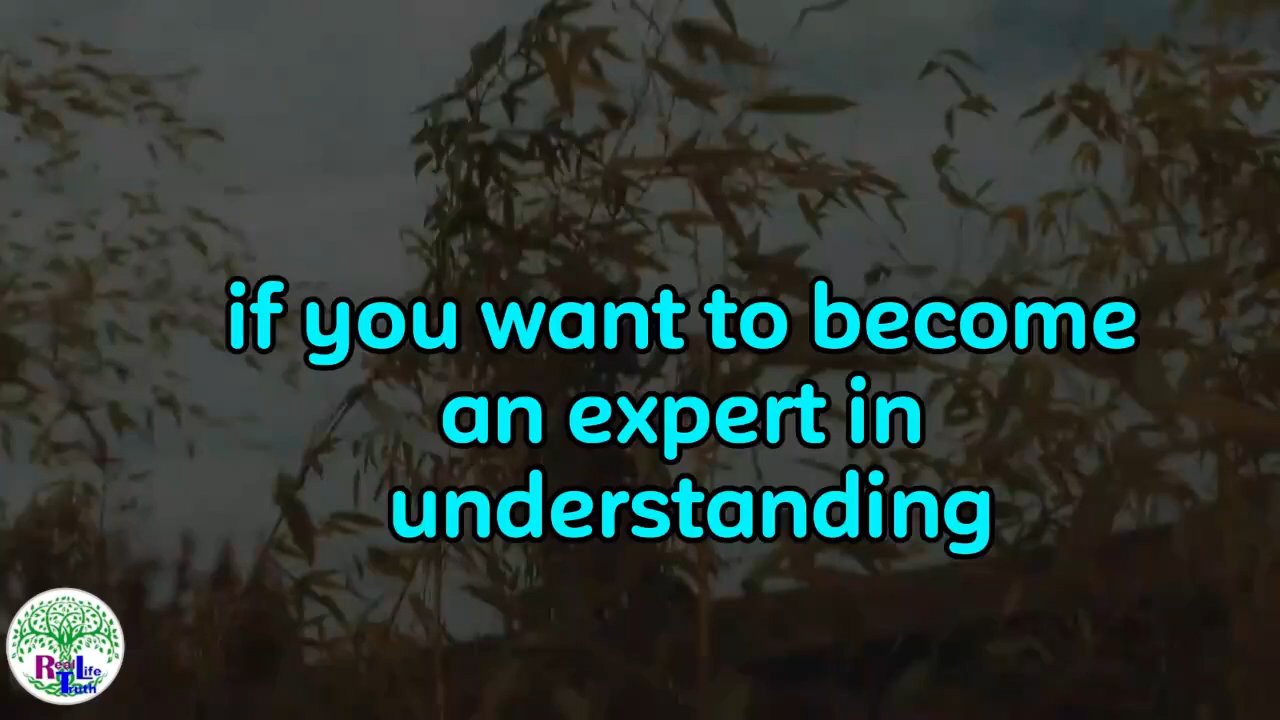 if you want to become
an expert in
understanding
Real Life
Truth